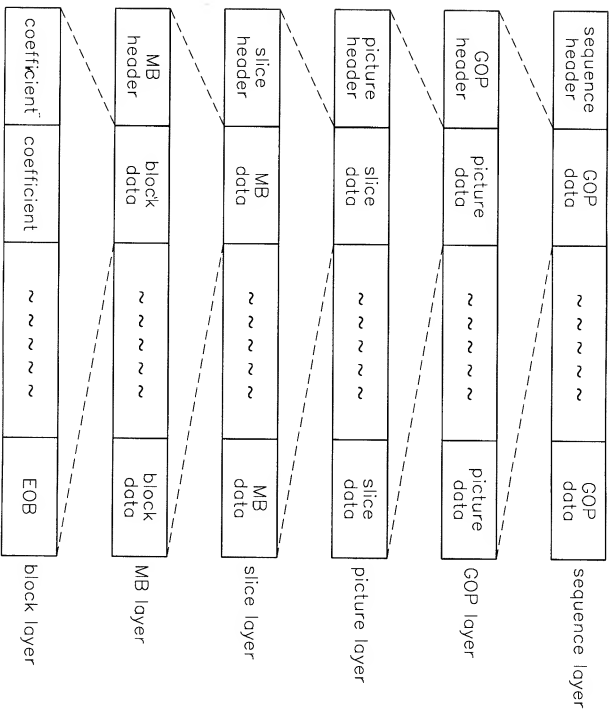 sequence
header
GOP
data
~ ~ ~ ~ ~
GOP
data
sequence layer
GOP
header
picture
data
~ ~ ~ ~ ~
picture
data
GOP layer
picture
header
slice
data
~ ~ ~ ~ ~
slice
data
picture layer
slice
header
MB
data
~ ~ ~ ~ ~
MB
data
slice layer
MB
header
block
data
~ ~ ~ ~ ~
block
data
MB layer
coefficient
coefficient
~ ~ ~ ~ ~
EOB
block layer